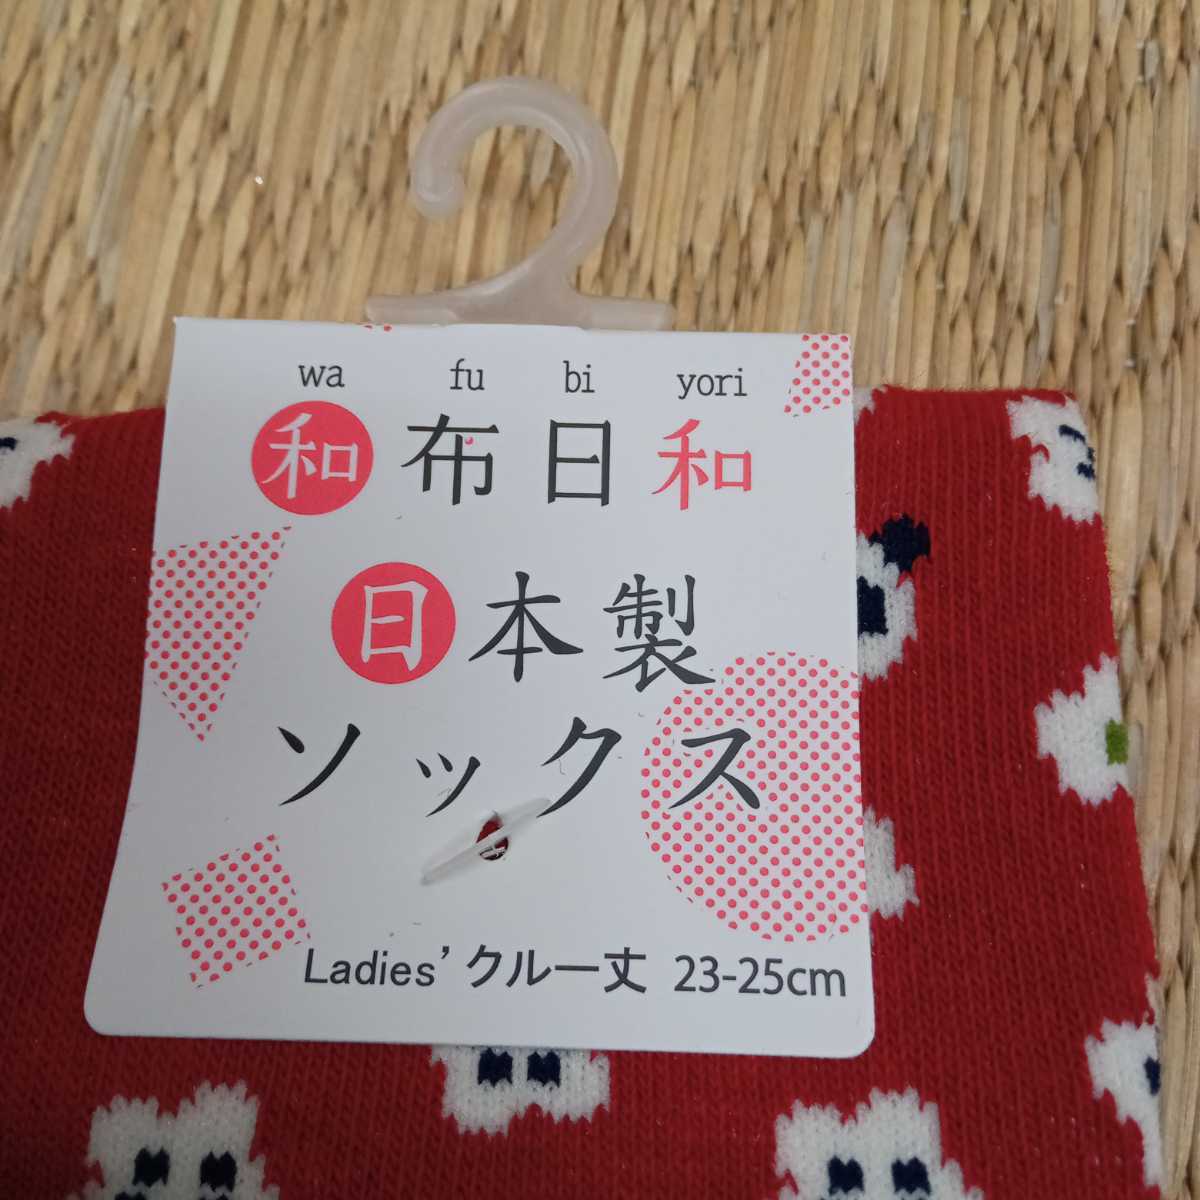 wa fu bi yori
和布日和
日本製
ソックス
Ladies’クルー丈 23-25cm